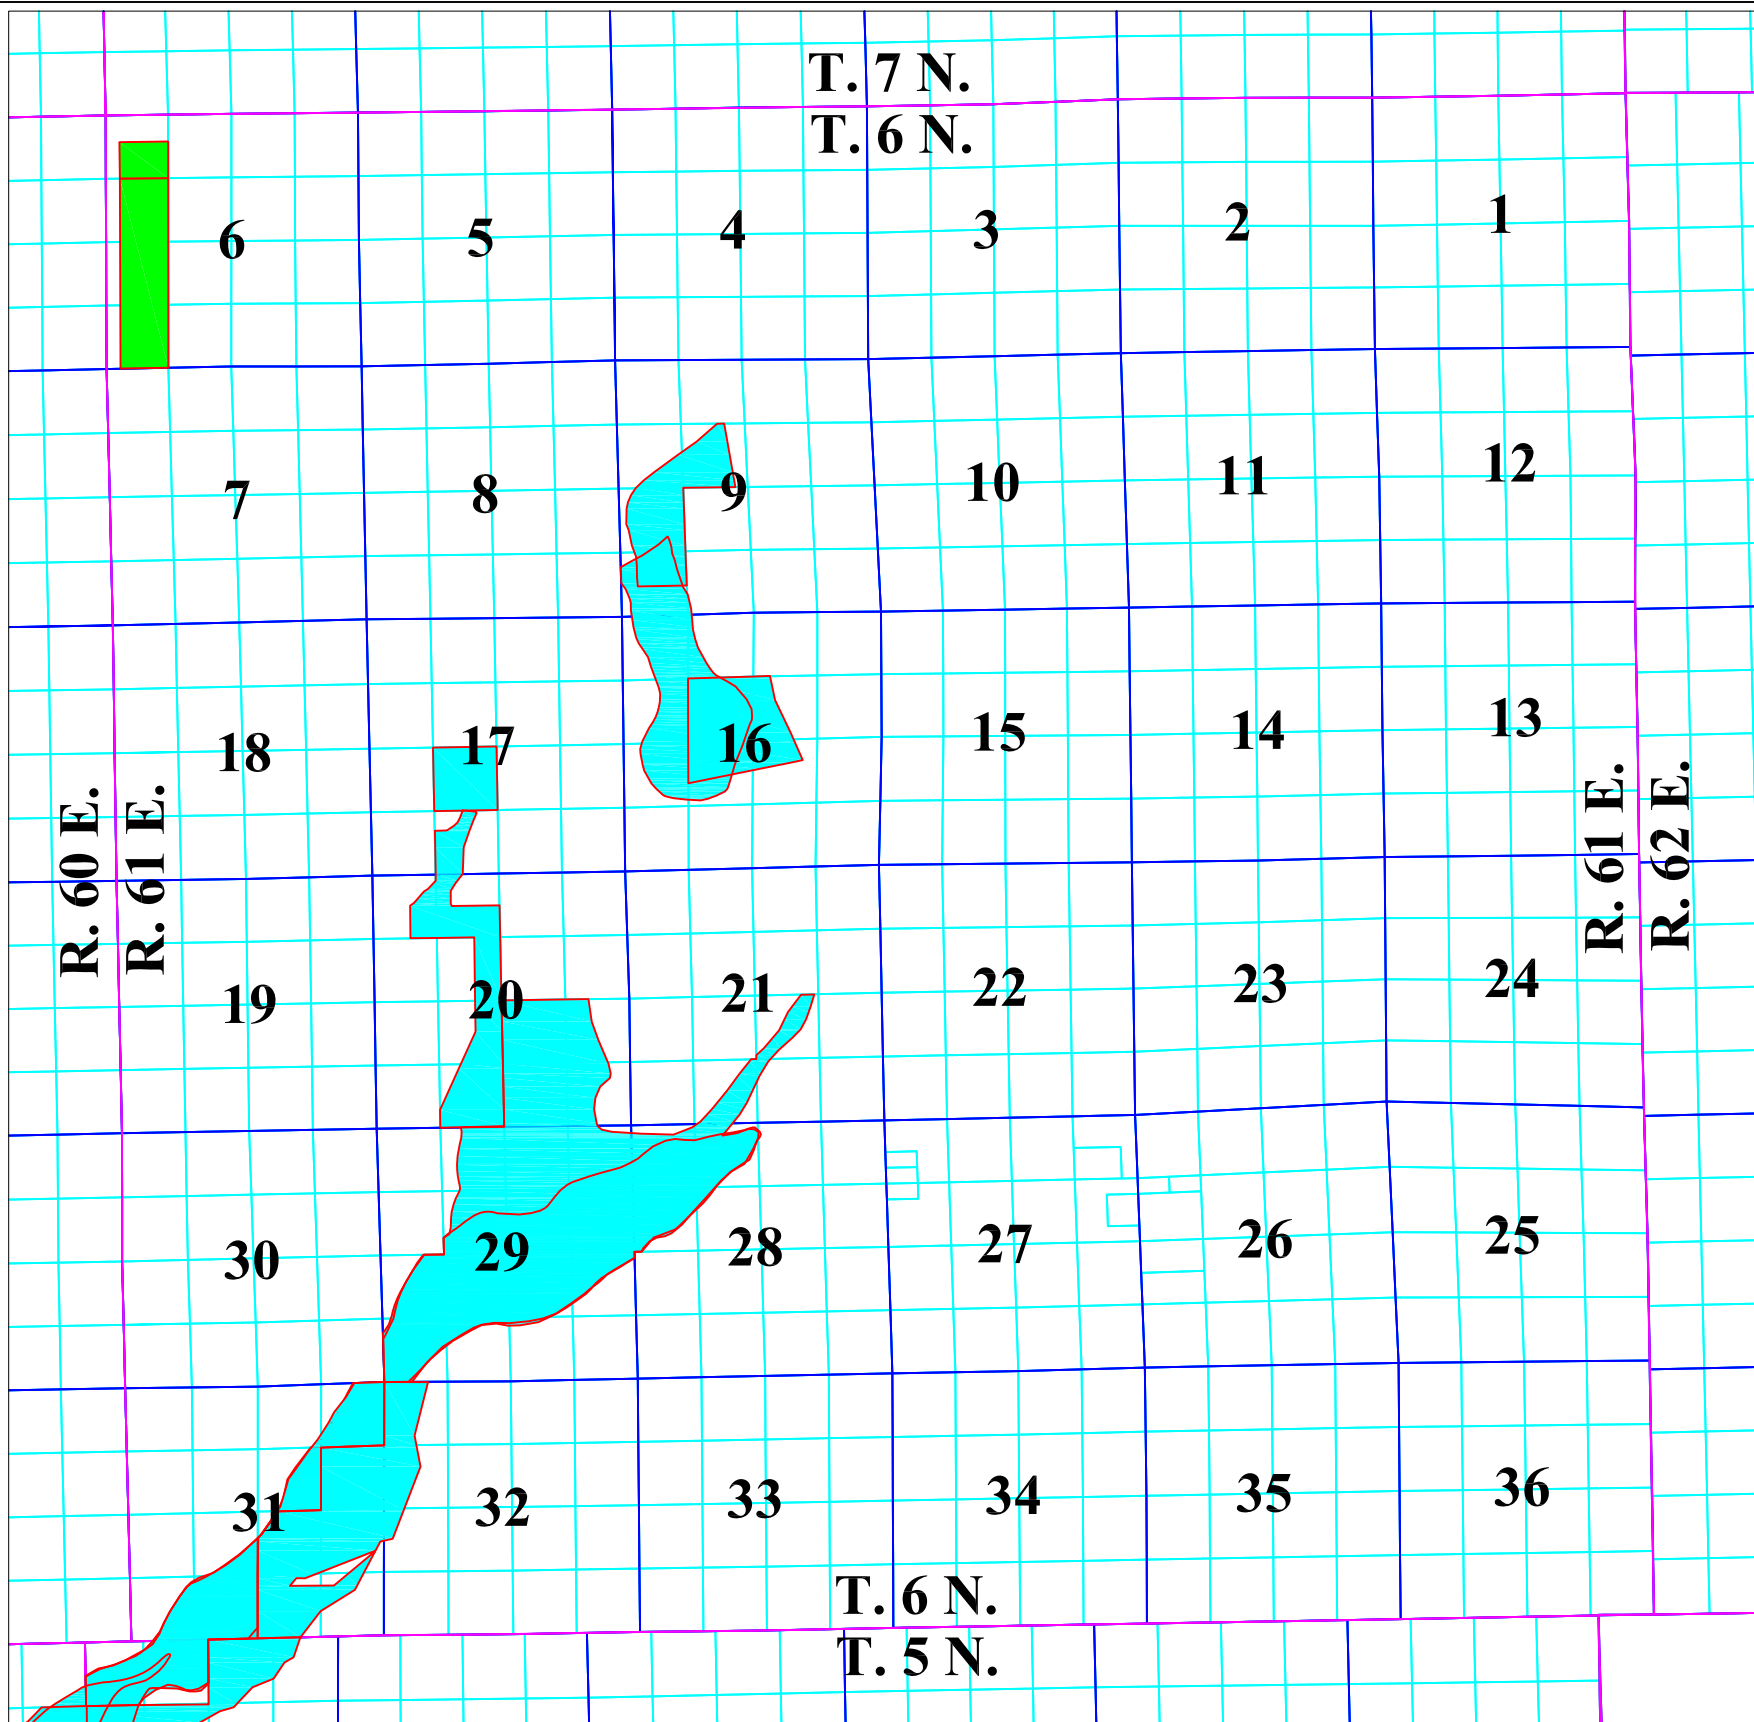 T. 7 N.
T. 6 N.
6 5 4 3 2 1
7 8 9 10 11 12
18 17 16 15 14 13
R. 60 E.
R. 61 E.
R. 61 E.
R. 62 E.
19 20 21 22 23 24
30 29 28 27 26 25
31 32 33 34 35 36
T. 6 N.
T. 5 N.